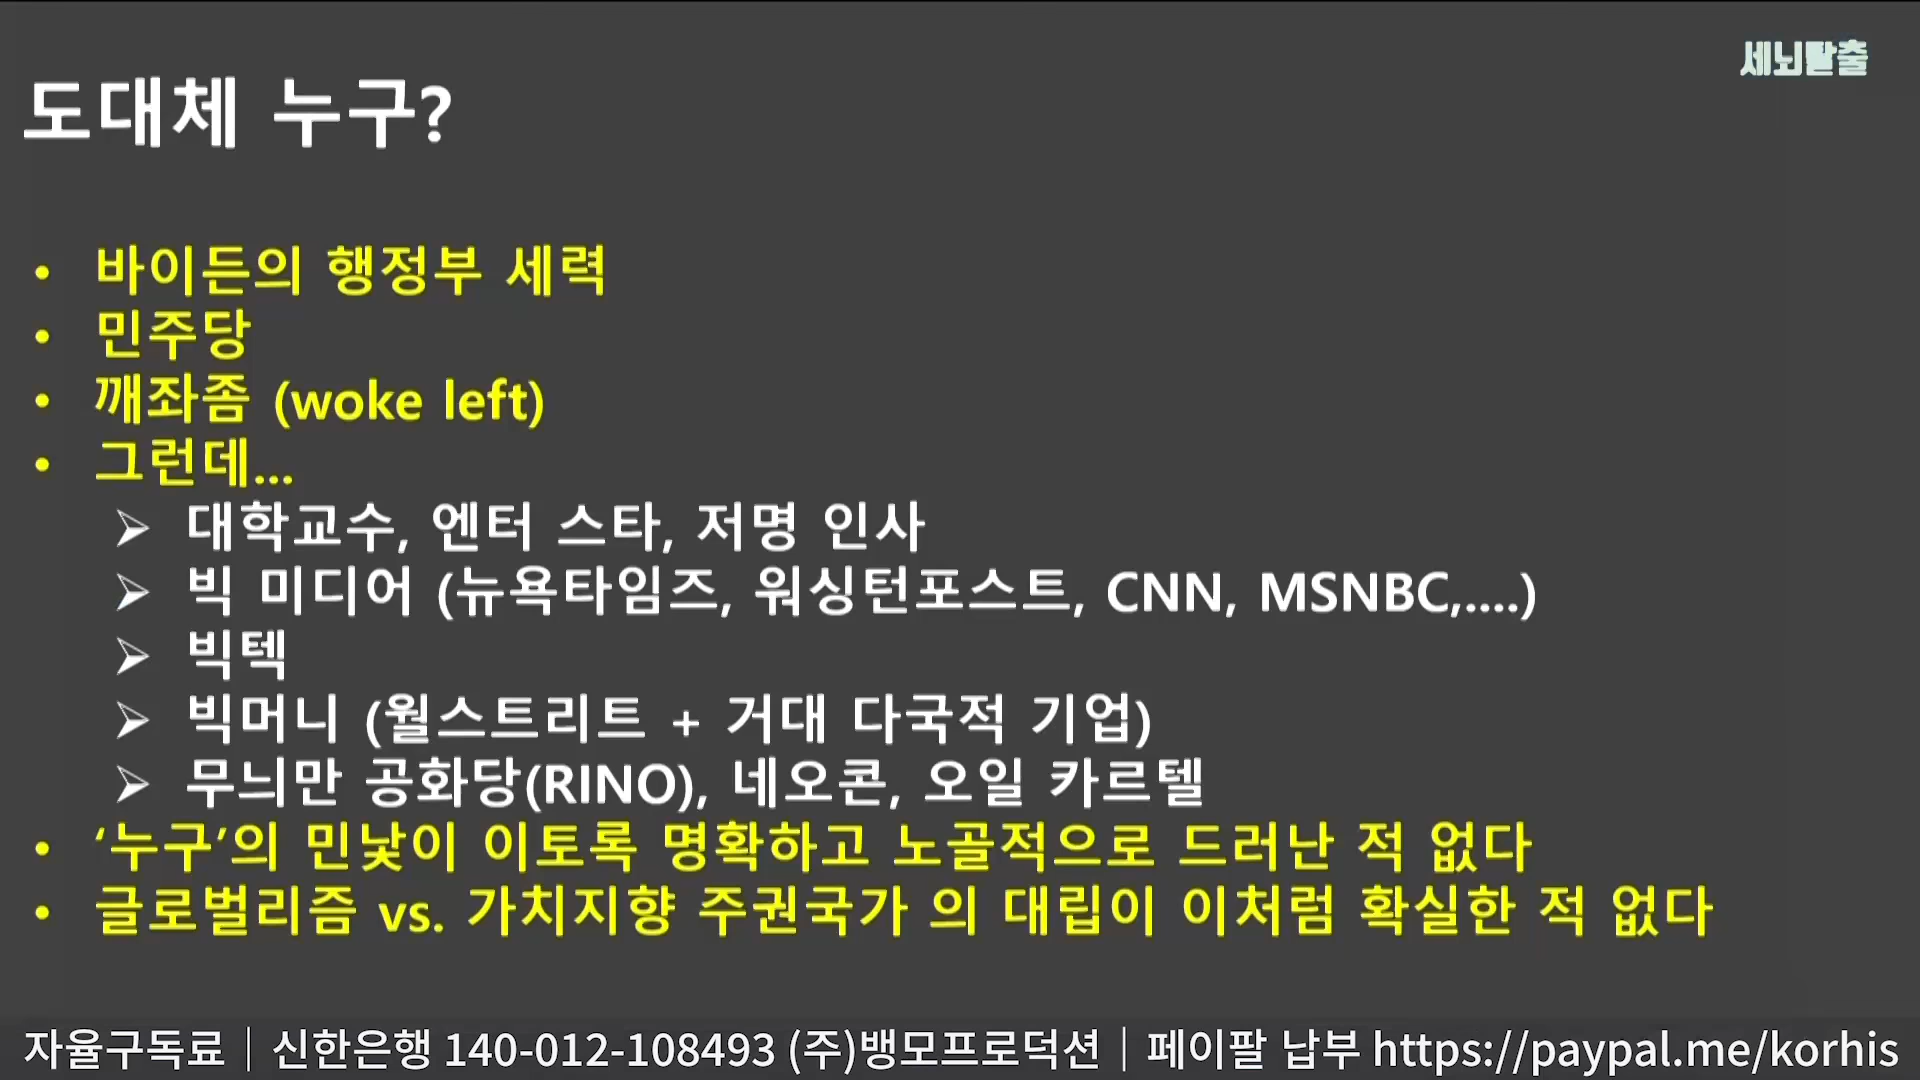 세뇌탈출
도대체 누구?
• 바이든의 행정부 세력
• 민주당
• 깨좌좀 (woke left)
• 그런데...
➢ 대학교수, 엔터 스타, 저명 인사
➢ 빅 미디어 (뉴욕타임즈, 워싱턴포스트, CNN, MSNBC,....)
➢ 빅텍
➢ 빅머니 (월스트리트 + 거대 다국적 기업)
➢ 무늬만 공화당(RINO), 네오콘, 오일 카르텔
• ‘누구’의 민낯이 이토록 명확하고 노골적으로 드러난 적 없다
• 글로벌리즘 vs. 가치지향 주권국가 의 대립이 이처럼 확실한 적 없다
자율구독료｜신한은행 140-012-108493 (주)뱅모프로덕션｜페이팔 납부 https://paypal.me/korhis